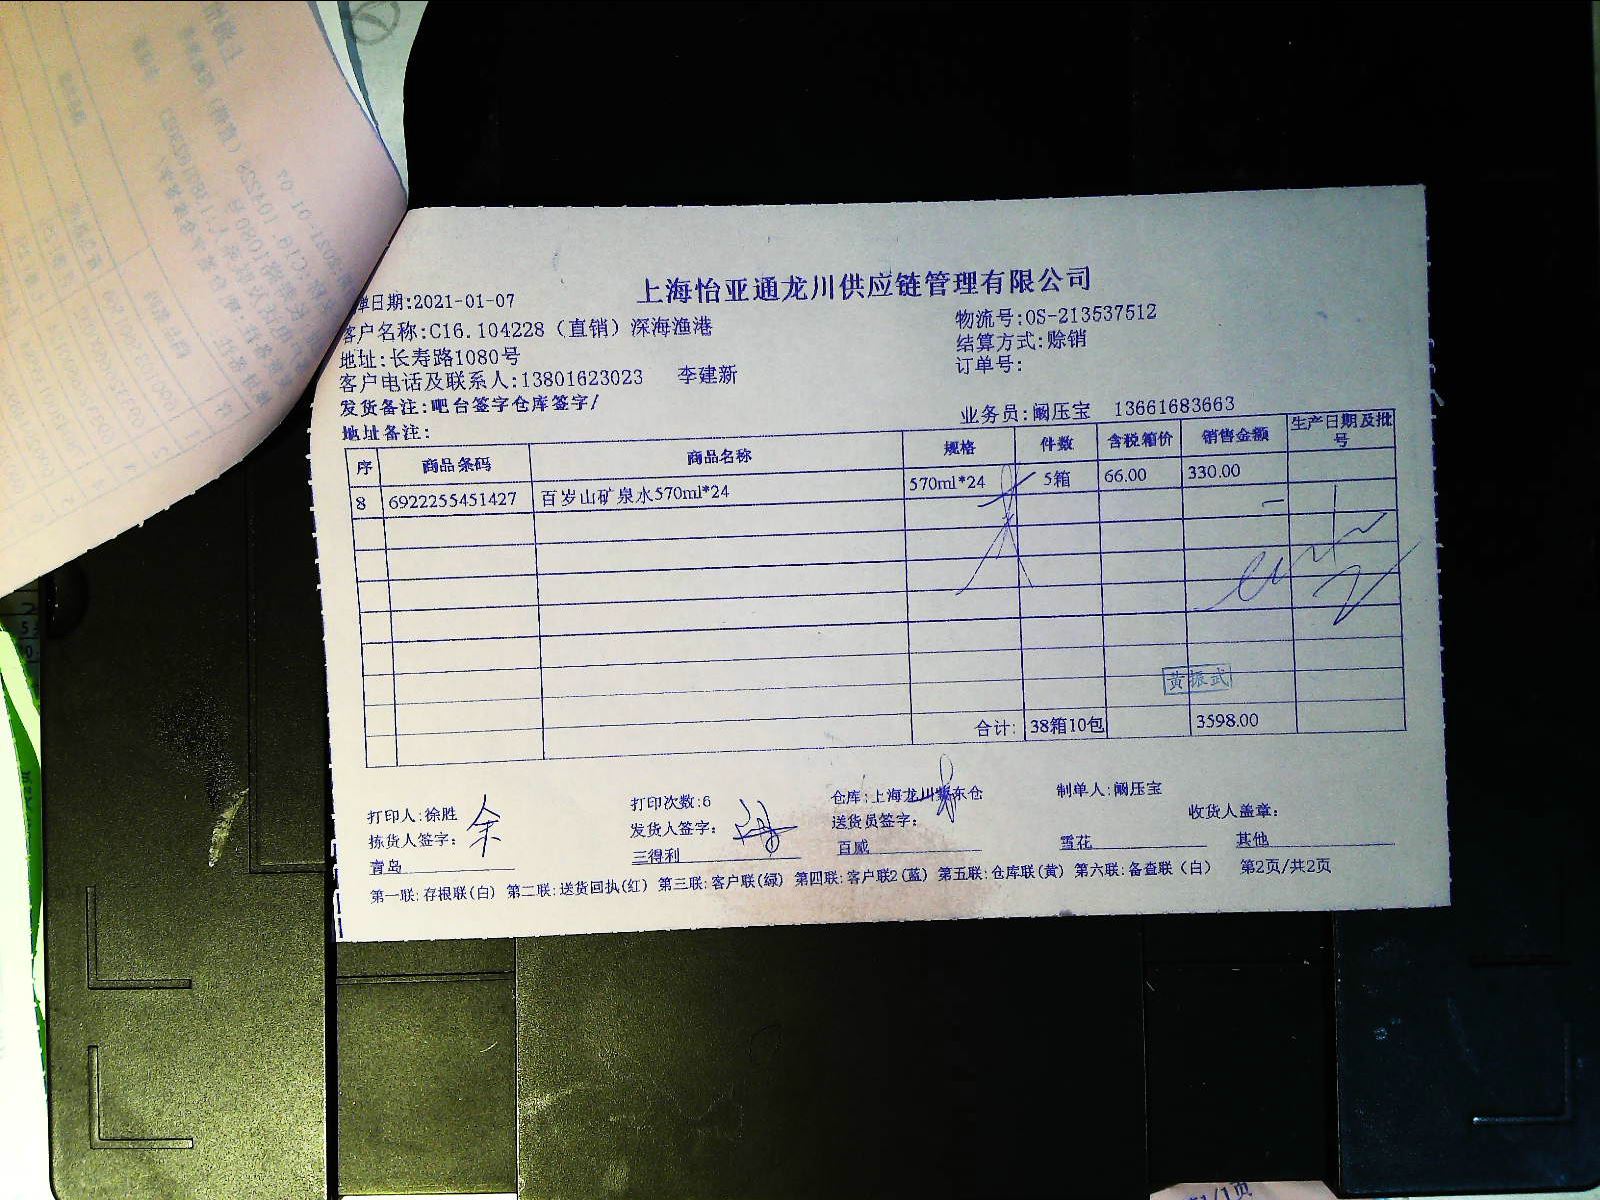 上海怡亚通龙川供应链管理有限公司
单日期:2021-01-07
客户名称:C16.104228（直销）深海渔港
物流号:OS-213537512
地址:长寿路1080号
结算方式:赊销
客户电话及联系人:13801623023 李建新
订单号:
发货备注:吧台签字仓库签字/
业务员:阚压宝 13661683663
地址备注:
序 商品条码 商品名称 规格 件数 含税箱价 销售金额 生产日期及批号
8 6922255451427 百岁山矿泉水570ml*24 570ml*24 5箱 66.00 330.00
黄振武
合计: 38箱10包 3598.00
打印人:徐胜 打印次数:6 仓库:上海龙川 东仓 制单人:阚压宝
拣货人签字: 发货人签字: 送货员签字: 收货人盖章:
青岛 三得利 百威 雪花 其他
第一联:存根联(白) 第二联:送货回执(红) 第三联:客户联(绿) 第四联:客户联2(蓝) 第五联:仓库联(黄) 第六联:备查联（白） 第2页/共2页